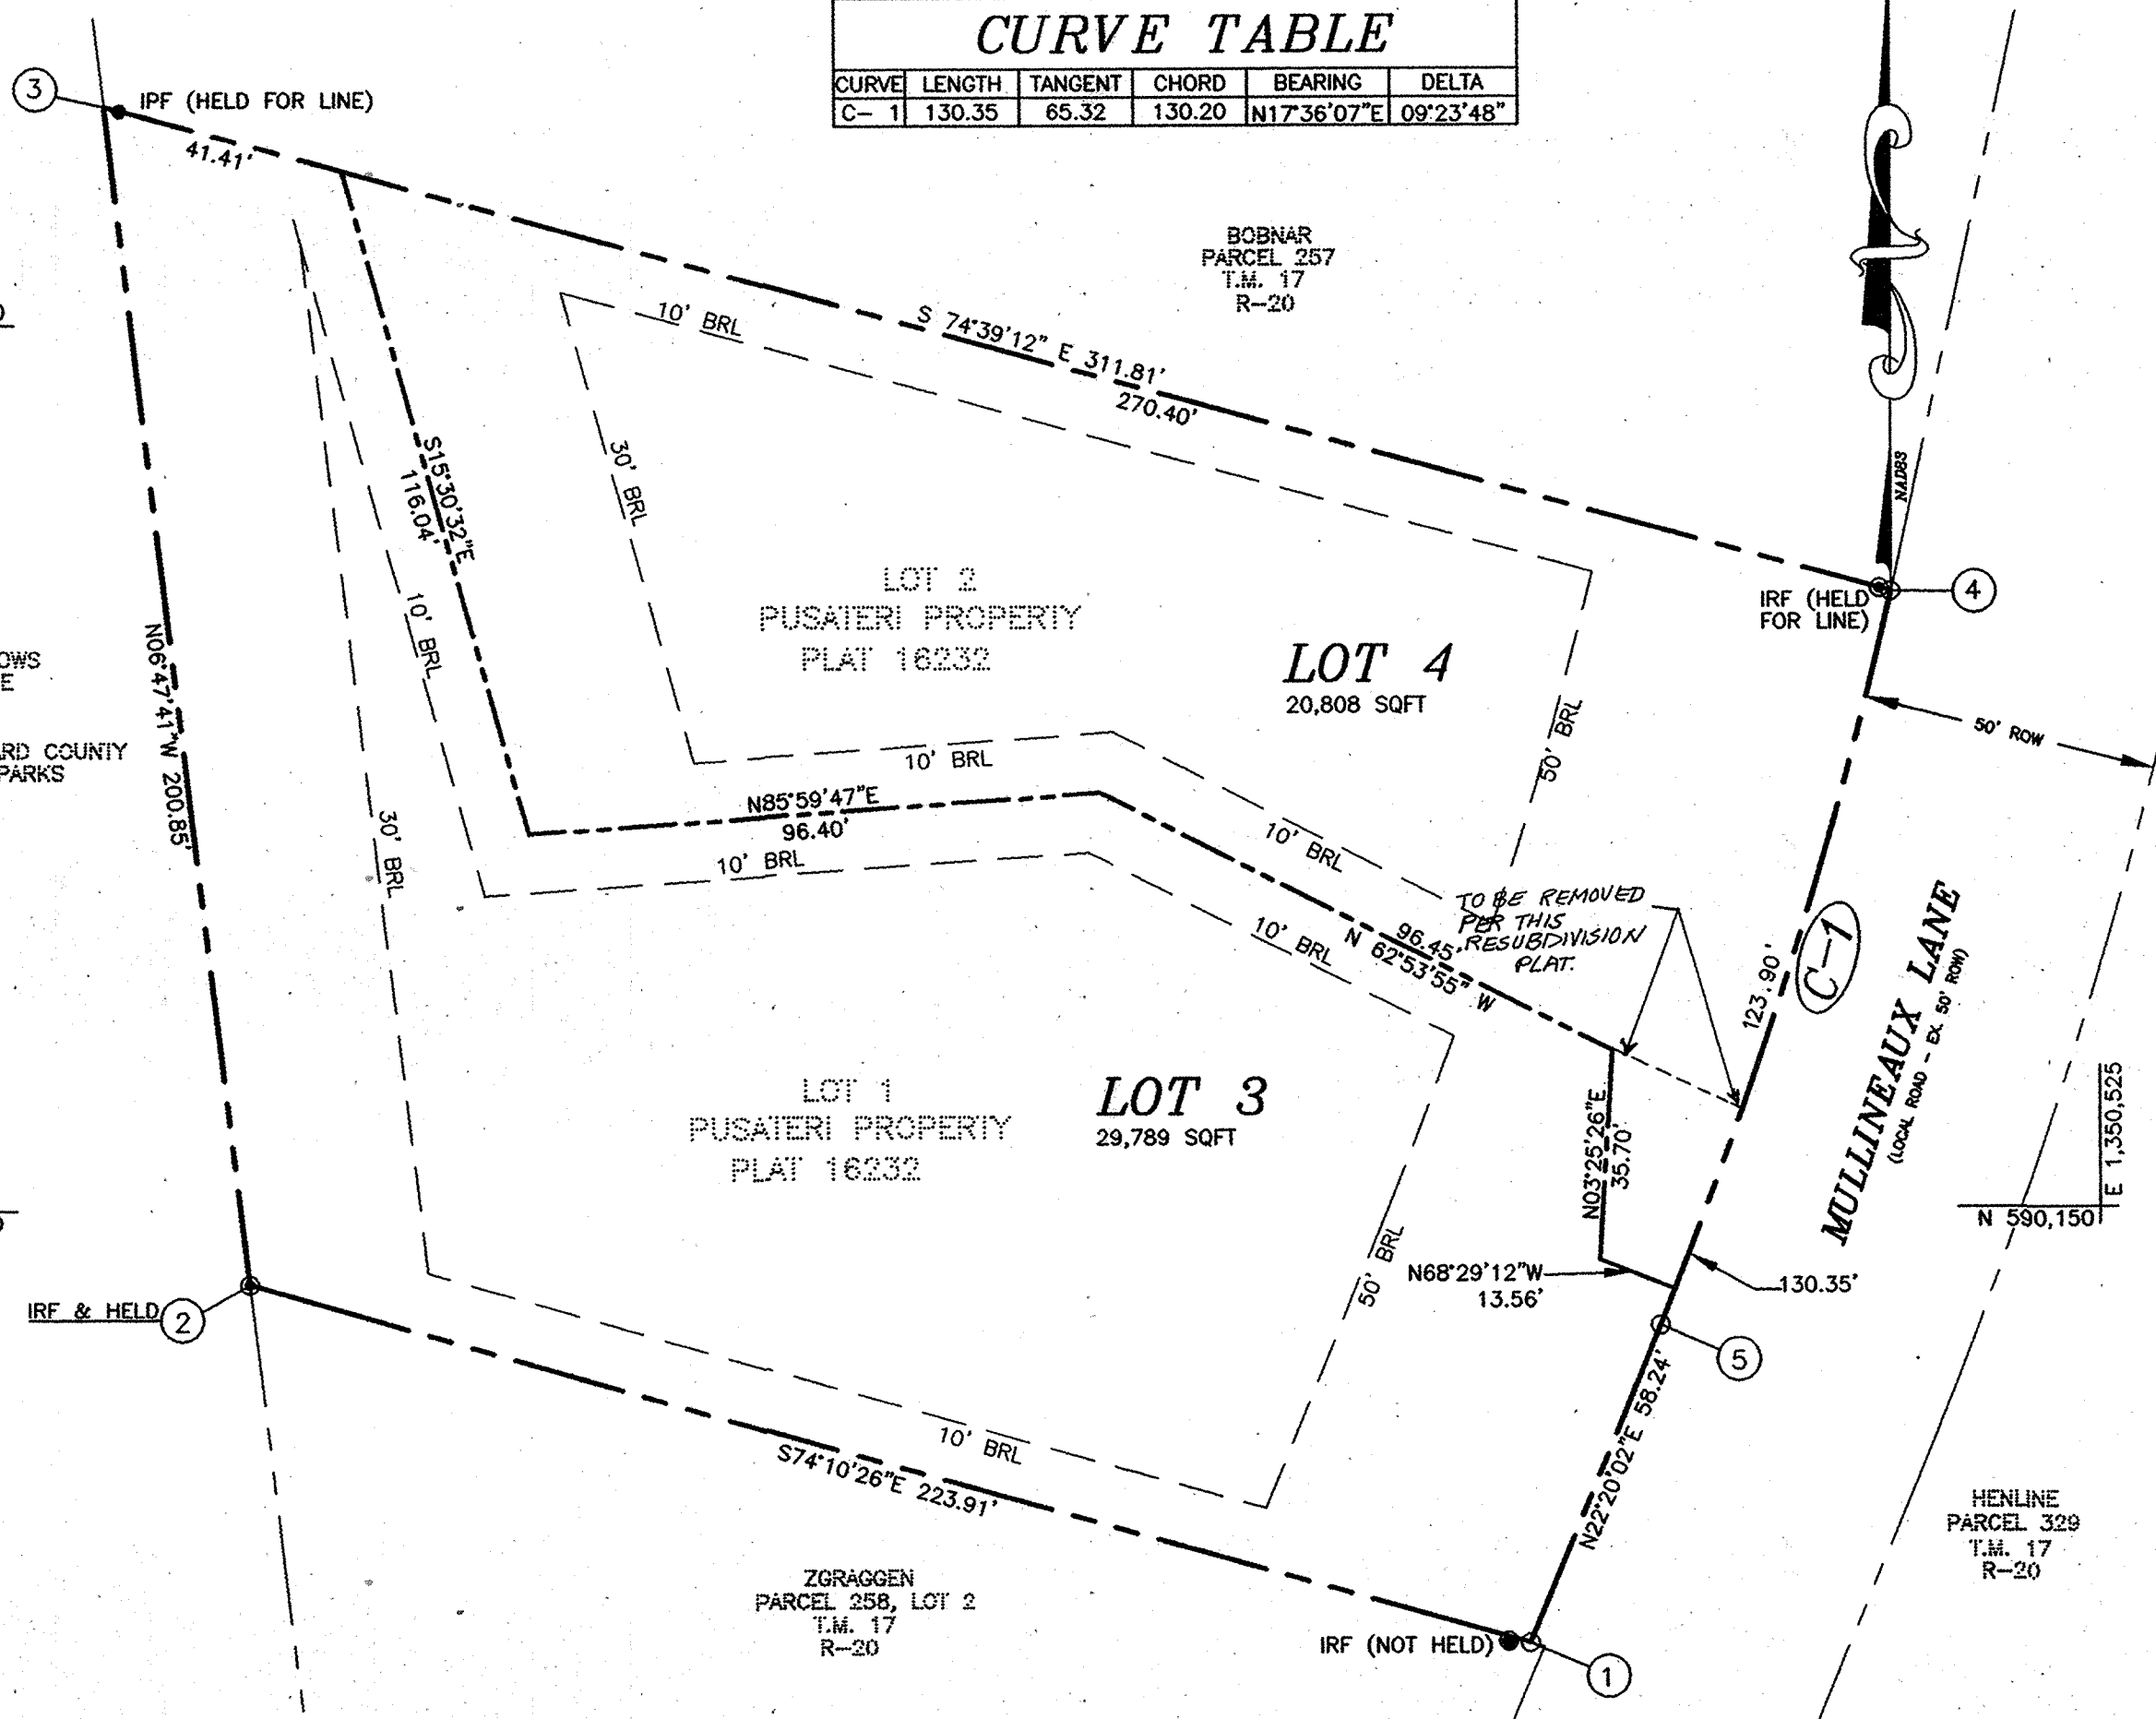 CURVE TABLE
CURVE LENGTH TANGENT CHORD BEARING DELTA
C- 1 130.35 65.32 130.20 N17°36'07"E 09°23'48"
3
IPF (HELD FOR LINE)
41.41'
BOBNAR
PARCEL 257
T.M. 17
R-20
10' BRL
S 74°39'12" E 311.81'
270.40'
30' BRL
S15°30'32"E
116.04'
10' BRL
NAD83
LOT 2
PUSATERI PROPERTY
PLAT 16232
LOT 4
20,808 SQFT
IRF (HELD
FOR LINE)
4
50' ROW
50' BRL
N06°47'41"W 200.85'
OWS
E
ARD COUNTY
PARKS
10' BRL
N85°59'47"E
96.40'
10' BRL
30' BRL
10' BRL
10' BRL
TO BE REMOVED
PER THIS
RESUBDIVISION
PLAT.
96.45'
N 62°53'55" W
123.90'
C-1
MULLINEAUX LANE
(LOCAL ROAD - EX. 50' ROW)
LOT 1
PUSATERI PROPERTY
PLAT 16232
LOT 3
29,789 SQFT
N03°25'26"E
35.70'
E 1,350,525
N 590,150
N68°29'12"W
13.56'
130.35'
50' BRL
IRF & HELD
2
5
N22°20'02"E 58.24'
10' BRL
S74°10'26"E 223.91'
HENLINE
PARCEL 329
T.M. 17
R-20
ZGRAGGEN
PARCEL 258, LOT 2
T.M. 17
R-20
IRF (NOT HELD)
1